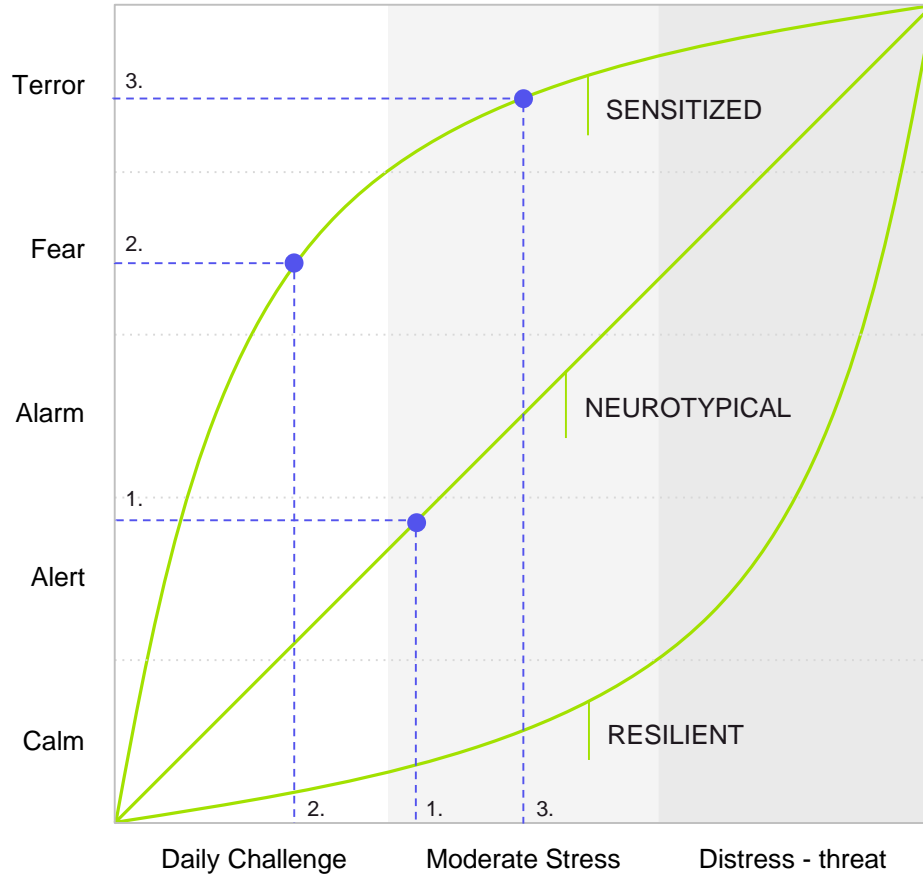 Terror
3.
SENSITIZED
Fear
2.
Alarm
NEUROTYPICAL
1.
Alert
Calm
RESILIENT
2.
1.
3.
Daily Challenge
Moderate Stress
Distress - threat